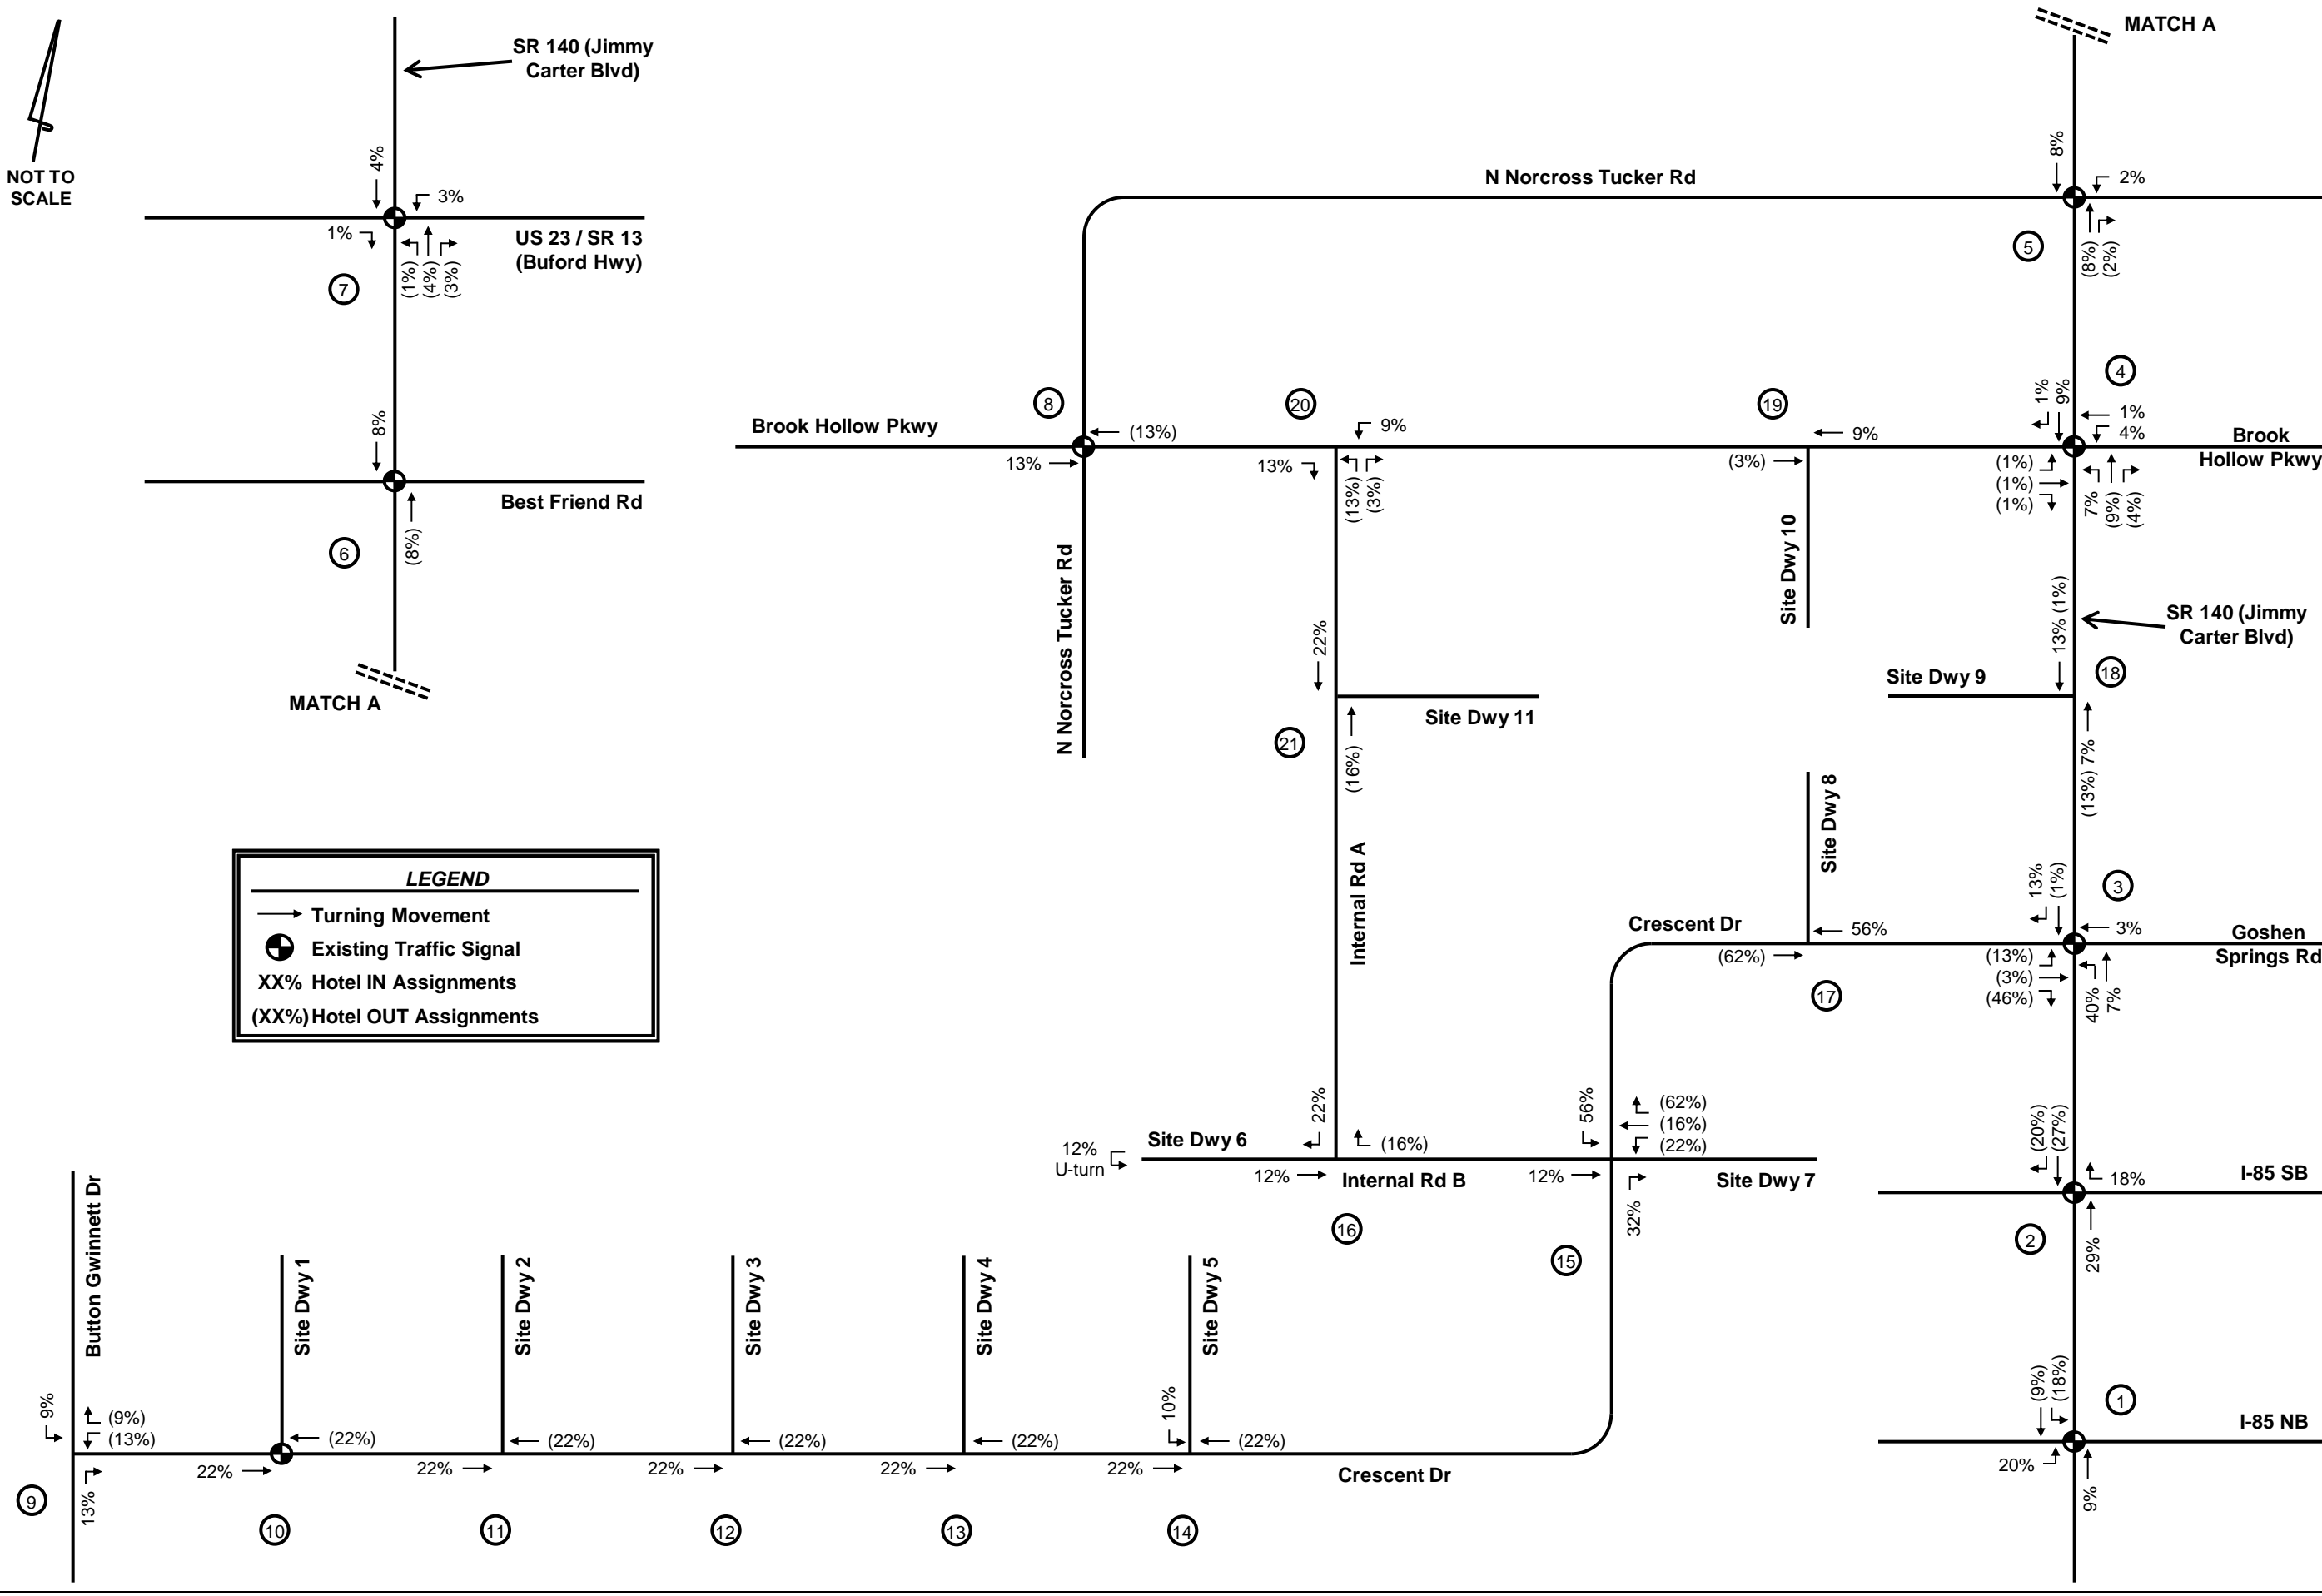 NOT TO
SCALE
SR 140 (Jimmy
Carter Blvd)
4%
3%
1%
(1%)
(4%)
(3%)
US 23 / SR 13
(Buford Hwy)
7
8%
Best Friend Rd
(8%)
6
MATCH A
MATCH A
N Norcross Tucker Rd
8%
2%
(8%)
(2%)
5
Brook Hollow Pkwy
8
(13%)
13%
N Norcross Tucker Rd
20
9%
13%
(13%)
(3%)
19
9%
(3%)
Site Dwy 10
4
1%
9%
1%
4%
Brook
Hollow Pkwy
(1%)
(1%)
(1%)
7%
(9%)
(4%)
SR 140 (Jimmy
Carter Blvd)
13% (1%)
18
Site Dwy 9
(13%) 7%
22%
Site Dwy 11
21
(16%)
Internal Rd A
Site Dwy 8
Crescent Dr
56%
(62%)
17
13%
(1%)
3
3%
Goshen
Springs Rd
(13%)
(3%)
(46%)
40%
7%
LEGEND
Turning Movement
Existing Traffic Signal
XX% Hotel IN Assignments
(XX%) Hotel OUT Assignments
12%
U-turn
Site Dwy 6
22%
(16%)
12%
Internal Rd B
16
56%
(62%)
(16%)
(22%)
12%
32%
Site Dwy 7
15
(20%)
(27%)
18%
I-85 SB
2
29%
(9%)
(18%)
1
I-85 NB
20%
9%
Button Gwinnett Dr
9%
(9%)
(13%)
13%
9
Site Dwy 1
(22%)
22%
10
Site Dwy 2
(22%)
22%
11
Site Dwy 3
(22%)
22%
12
Site Dwy 4
(22%)
22%
13
Site Dwy 5
10%
(22%)
22%
14
Crescent Dr